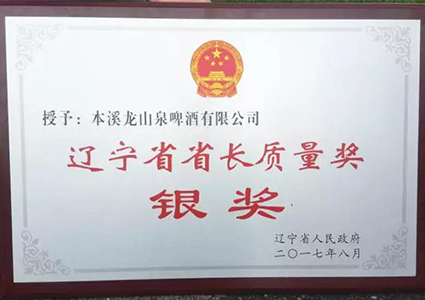 授予：本溪龙山泉啤酒有限公司
辽宁省省长质量奖
银奖
辽宁省人民政府
二〇一七年八月